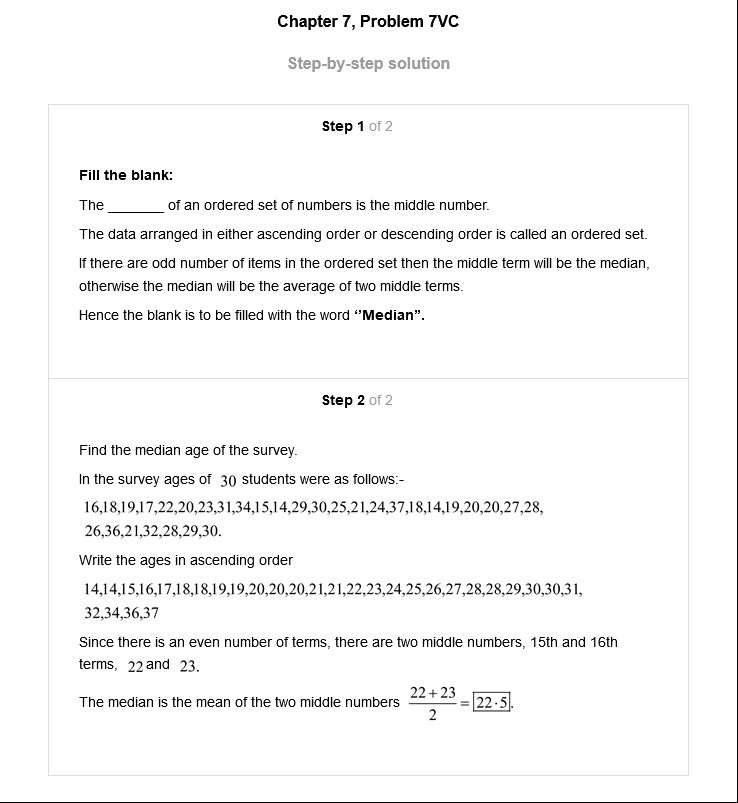 Chapter 7, Problem 7VC
Step-by-step solution
Step 1 of 2
Fill the blank:
The _______ of an ordered set of numbers is the middle number.
The data arranged in either ascending order or descending order is called an ordered set.
If there are odd number of items in the ordered set then the middle term will be the median,
otherwise the median will be the average of two middle terms.
Hence the blank is to be filled with the word ‘’Median”.
Step 2 of 2
Find the median age of the survey.
In the survey ages of 30 students were as follows:-
16,18,19,17,22,20,23,31,34,15,14,29,30,25,21,24,37,18,14,19,20,20,27,28,
26,36,21,32,28,29,30.
Write the ages in ascending order
14,14,15,16,17,18,18,19,19,20,20,20,21,21,22,23,24,25,26,27,28,28,29,30,30,31,
32,34,36,37
Since there is an even number of terms, there are two middle numbers, 15th and 16th
terms, 22 and 23.
The median is the mean of the two middle numbers (22+23)/2 = 22·5.